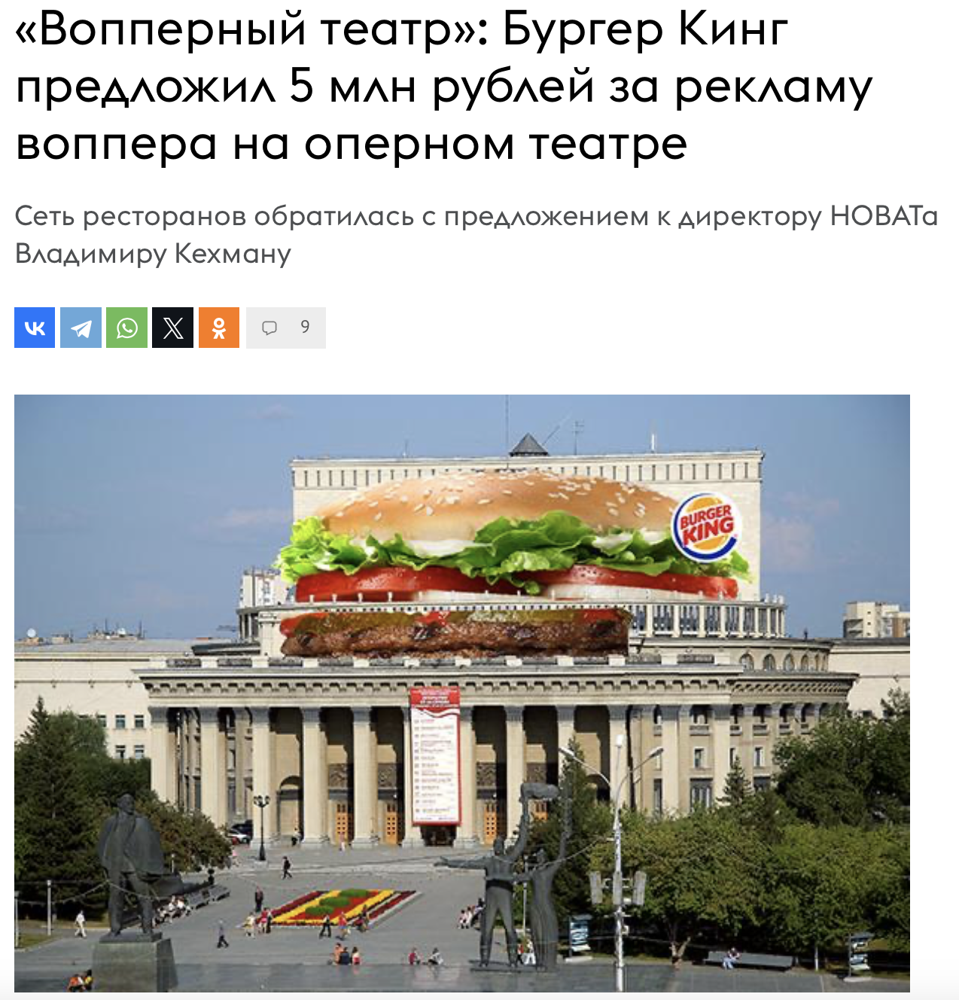 «Вопперный театр»: Бургер Кинг
предложил 5 млн рублей за рекламу
воппера на оперном театре
Сеть ресторанов обратилась с предложением к директору НОВАТа
Владимиру Кехману
9
BURGER
KING